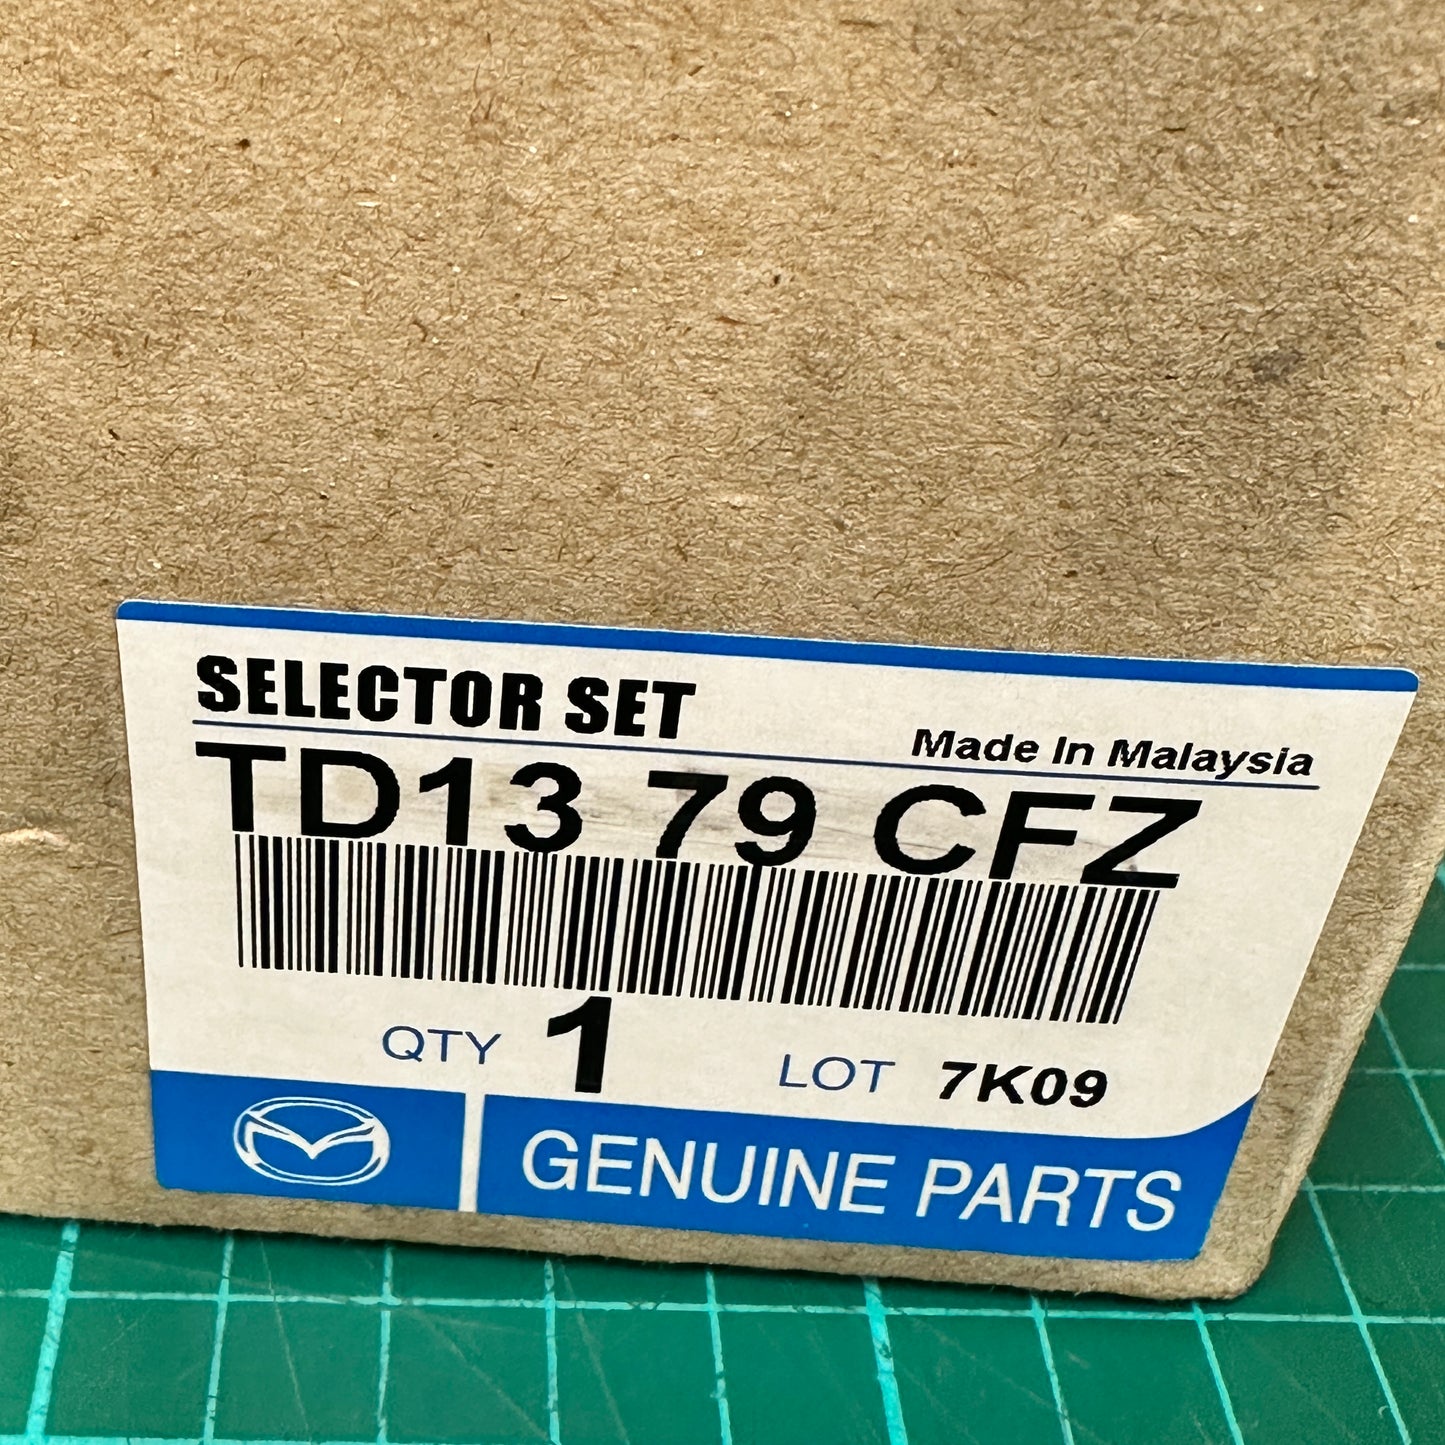 SELECTOR SET
Made In Malaysia
TD13 79 CFZ
QTY 1 LOT 7K09
GENUINE PARTS